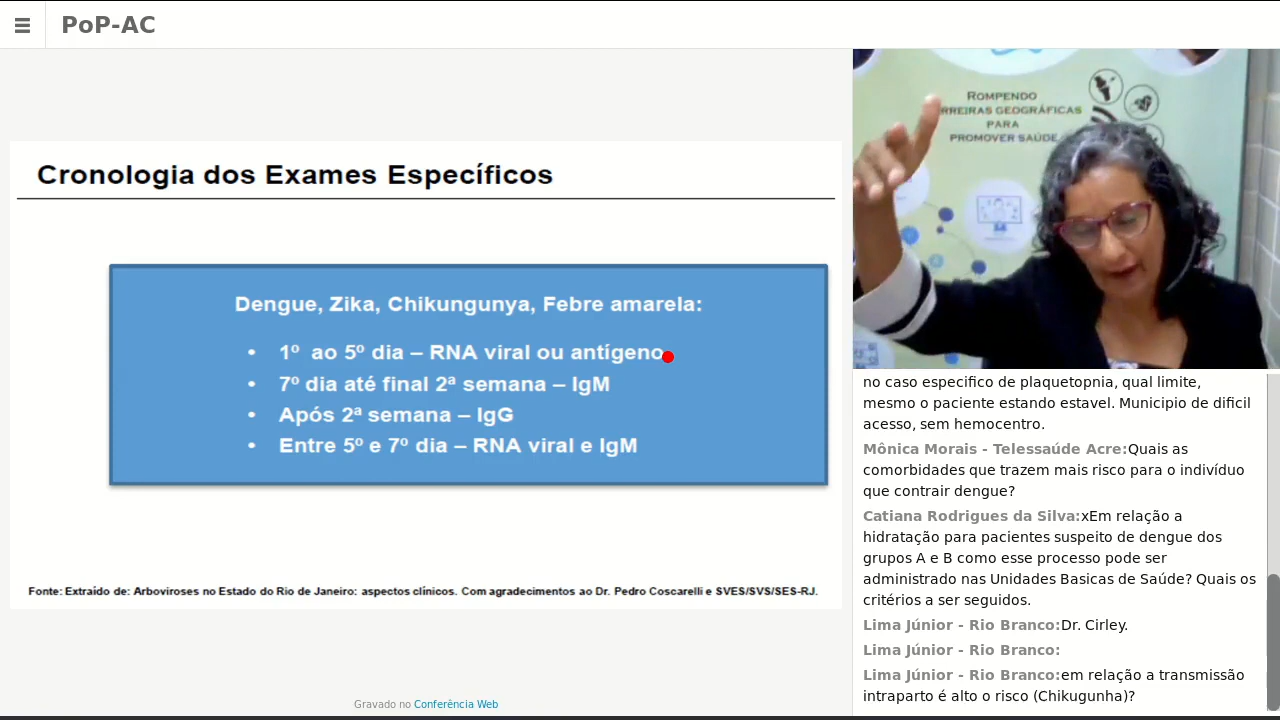 PoP-AC
Cronologia dos Exames Específicos
Dengue, Zika, Chikungunya, Febre amarela:
• 1º ao 5º dia – RNA viral ou antígeno
• 7º dia até final 2ª semana – IgM
• Após 2ª semana – IgG
• Entre 5º e 7º dia – RNA viral e IgM
Fonte: Extraído de: Arboviroses no Estado do Rio de Janeiro: aspectos clínicos. Com agradecimentos ao Dr. Pedro Coscarelli e SVES/SVS/SES-RJ.
Gravado no Conferência Web
ROMPENDO
RREIRAS GEOGRÁFICAS
PARA
PROMOVER SAÚDE
no caso especifico de plaquetopnia, qual limite,
mesmo o paciente estando estavel. Municipio de dificil
acesso, sem hemocentro.
Mônica Morais - Telessaúde Acre:Quais as
comorbidades que trazem mais risco para o indivíduo
que contrair dengue?
Catiana Rodrigues da Silva:xEm relação a
hidratação para pacientes suspeito de dengue dos
grupos A e B como esse processo pode ser
administrado nas Unidades Basicas de Saúde? Quais os
critérios a ser seguidos.
Lima Júnior - Rio Branco:Dr. Cirley.
Lima Júnior - Rio Branco:
Lima Júnior - Rio Branco:em relação a transmissão
intraparto é alto o risco (Chikugunha)?